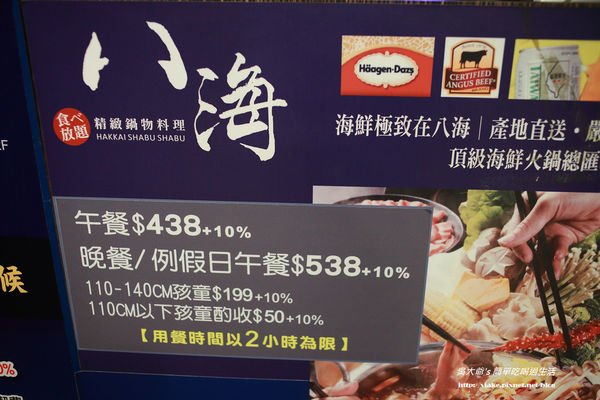 八海
食べ放題
精緻鍋物料理
HAKKAI SHABU SHABU
Häagen-Dazs
CERTIFIED
ANGUS BEEF
TAIWAN
海鮮極致在八海｜產地直送・嚴
頂級海鮮火鍋總匯
午餐$438+10%
晚餐/例假日午餐$538+10%
110-140CM孩童$199+10%
110CM以下孩童酌收$50+10%
【用餐時間以2小時為限】
候
0%